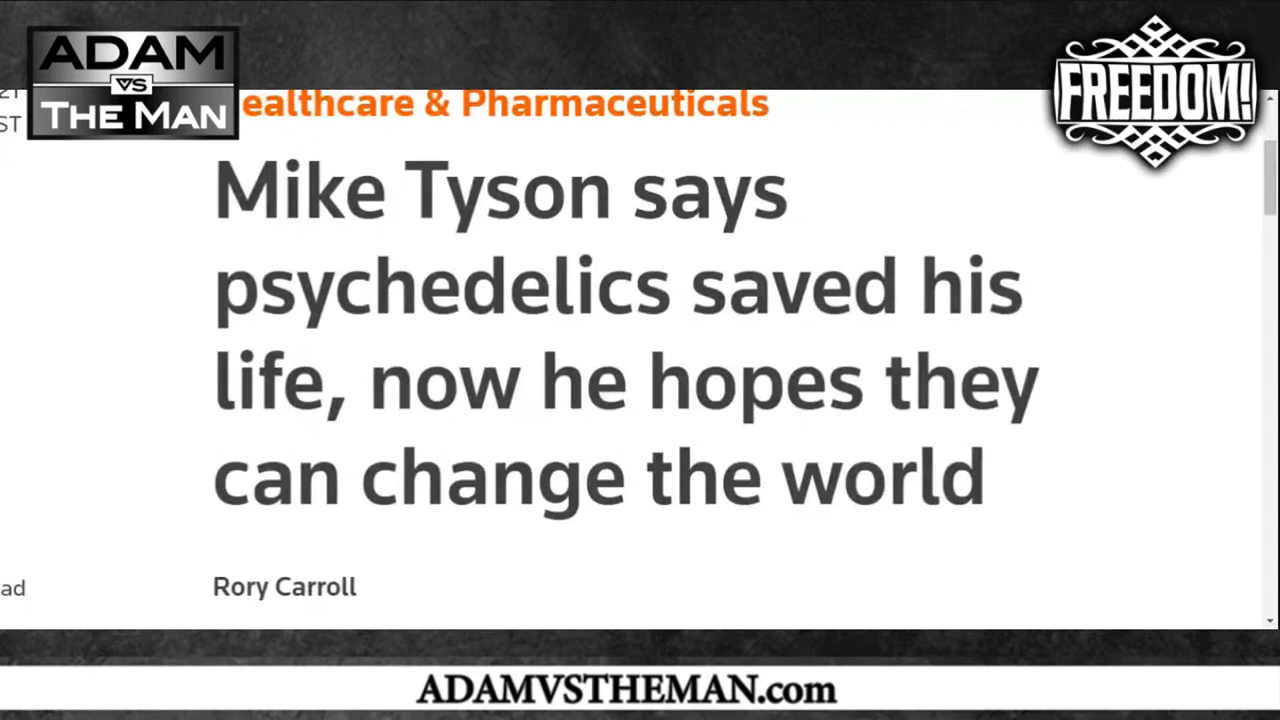 ADAM
VS
THE MAN
FREEDOM!
ealthcare & Pharmaceuticals
ST
Mike Tyson says
psychedelics saved his
life, now he hopes they
can change the world
ad
Rory Carroll
ADAMVSTHEMAN.com